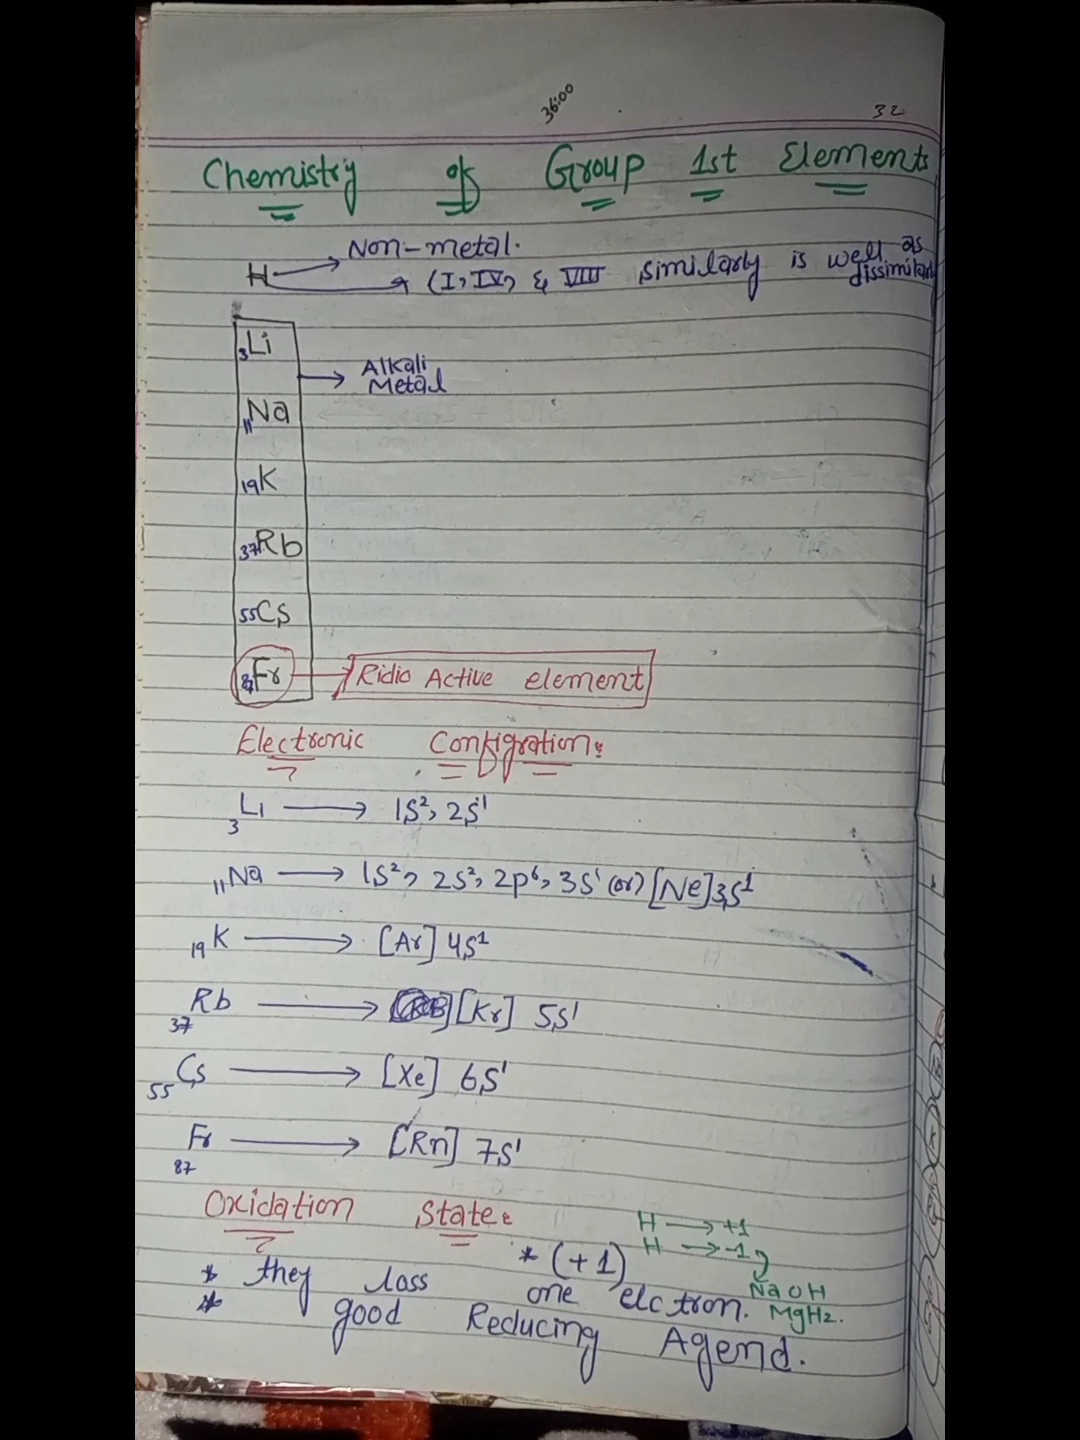 36:00
32
Chemistry of Group 1st Elements
H → Non-metal.
→ (I, IV, & VIII similarly is well as dissimilarly
3Li
→ Alkali
Metal
11Na
19K
37Rb
55Cs
87Fr → Ridio Active element
Electronic Configration:
3Li → 1S², 2S¹
11Na → 1S², 2S², 2p⁶, 3S¹ (or) [Ne]3S¹
19K → [Ar] 4S¹
37Rb → [Kr] 5S¹
55Cs → [Xe] 6S¹
87Fr → [Rn] 7S¹
Oxidation State:
H → +1
H → -1
* (+1)
NaOH
MgH2.
* they loss one elctron.
* good Reducing Agend.